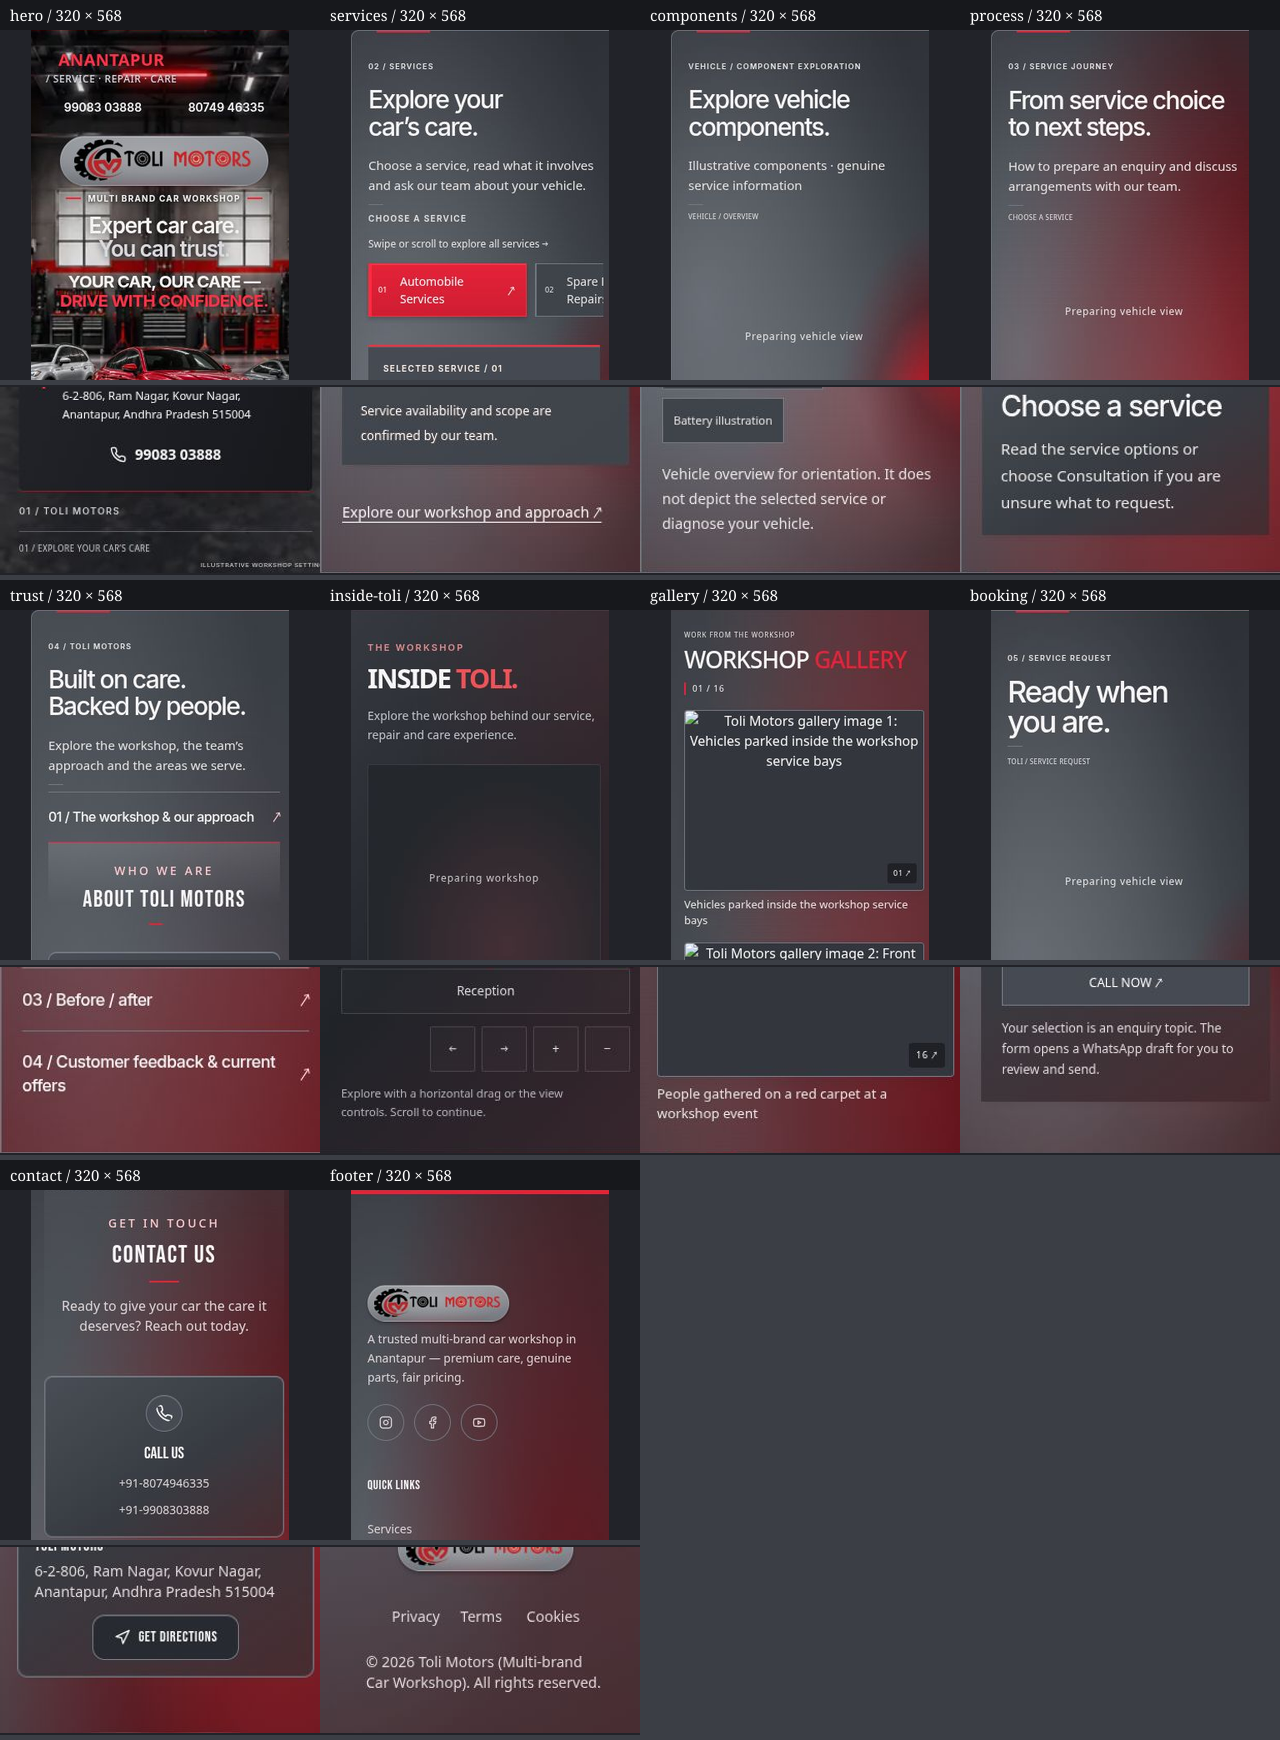 hero / 320 × 568
ANANTAPUR
/ SERVICE · REPAIR · CARE
99083 03888
80749 46335
TOLI MOTORS
MULTI BRAND CAR WORKSHOP
Expert car care.
You can trust.
YOUR CAR, OUR CARE —
DRIVE WITH CONFIDENCE.
services / 320 × 568
02 / SERVICES
Explore your
car’s care.
Choose a service, read what it involves
and ask our team about your vehicle.
CHOOSE A SERVICE
Swipe or scroll to explore all services →
01
Automobile
Services
↗
02
Spare
Repairs
SELECTED SERVICE / 01
components / 320 × 568
VEHICLE / COMPONENT EXPLORATION
Explore vehicle
components.
Illustrative components · genuine
service information
VEHICLE / OVERVIEW
Preparing vehicle view
process / 320 × 568
03 / SERVICE JOURNEY
From service choice
to next steps.
How to prepare an enquiry and discuss
arrangements with our team.
CHOOSE A SERVICE
Preparing vehicle view
6-2-806, Ram Nagar, Kovur Nagar,
Anantapur, Andhra Pradesh 515004
99083 03888
01 / TOLI MOTORS
01 / EXPLORE YOUR CAR'S CARE
ILLUSTRATIVE WORKSHOP SETTIN
Service availability and scope are
confirmed by our team.
Explore our workshop and approach ↗
Battery illustration
Vehicle overview for orientation. It does
not depict the selected service or
diagnose your vehicle.
Choose a service
Read the service options or
choose Consultation if you are
unsure what to request.
trust / 320 × 568
04 / TOLI MOTORS
Built on care.
Backed by people.
Explore the workshop, the team’s
approach and the areas we serve.
01 / The workshop & our approach ↗
WHO WE ARE
ABOUT TOLI MOTORS
inside-toli / 320 × 568
THE WORKSHOP
INSIDE TOLI.
Explore the workshop behind our service,
repair and care experience.
Preparing workshop
gallery / 320 × 568
WORK FROM THE WORKSHOP
WORKSHOP GALLERY
01 / 16
Toli Motors gallery image 1:
Vehicles parked inside the workshop
service bays
01 ↗
Vehicles parked inside the workshop service
bays
Toli Motors gallery image 2: Front
booking / 320 × 568
05 / SERVICE REQUEST
Ready when
you are.
TOLI / SERVICE REQUEST
Preparing vehicle view
03 / Before / after ↗
04 / Customer feedback & current
offers ↗
Reception
← → + −
Explore with a horizontal drag or the view
controls. Scroll to continue.
16 ↗
People gathered on a red carpet at a
workshop event
CALL NOW ↗
Your selection is an enquiry topic. The
form opens a WhatsApp draft for you to
review and send.
contact / 320 × 568
GET IN TOUCH
CONTACT US
Ready to give your car the care it
deserves? Reach out today.
CALL US
+91-8074946335
+91-9908303888
footer / 320 × 568
TOLI MOTORS
A trusted multi-brand car workshop in
Anantapur — premium care, genuine
parts, fair pricing.
QUICK LINKS
Services
TOLI MOTORS
6-2-806, Ram Nagar, Kovur Nagar,
Anantapur, Andhra Pradesh 515004
GET DIRECTIONS
TOLI MOTORS
Privacy Terms Cookies
© 2026 Toli Motors (Multi-brand
Car Workshop). All rights reserved.